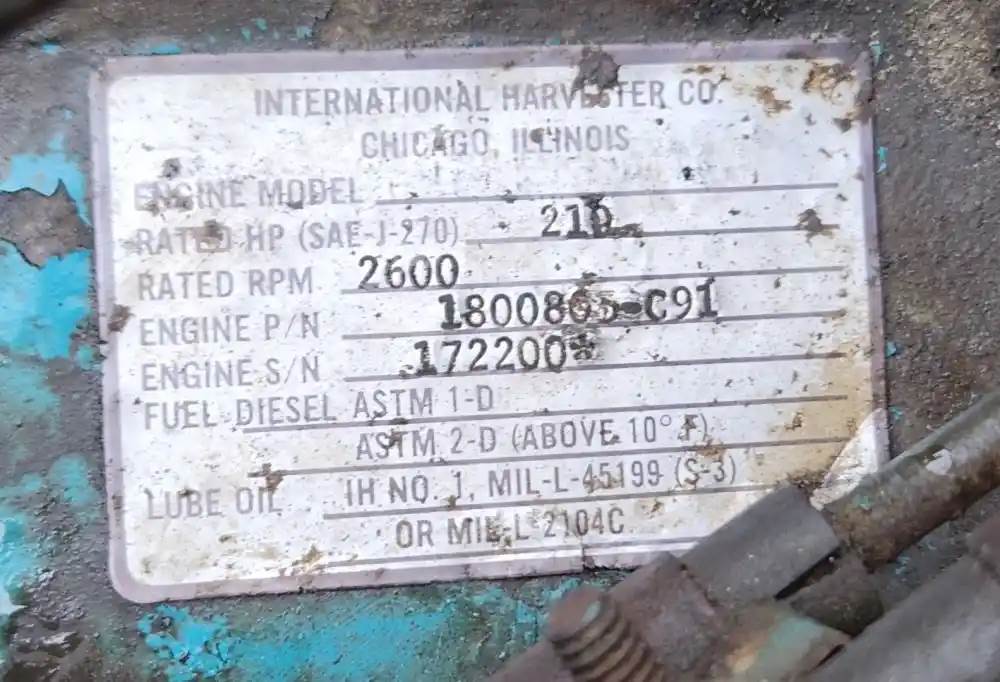 INTERNATIONAL HARVESTER CO.
CHICAGO, ILLINOIS
ENGINE MODEL
RATED HP (SAE-J-270) 210
RATED RPM 2600
ENGINE P/N
ENGINE S/N 172200*
FUEL DIESEL ASTM 1-D
ASTM 2-D (ABOVE 10° F)
LUBE OIL IH NO. 1, MIL-L-45199 (S-3)
OR MIL-L-2104C